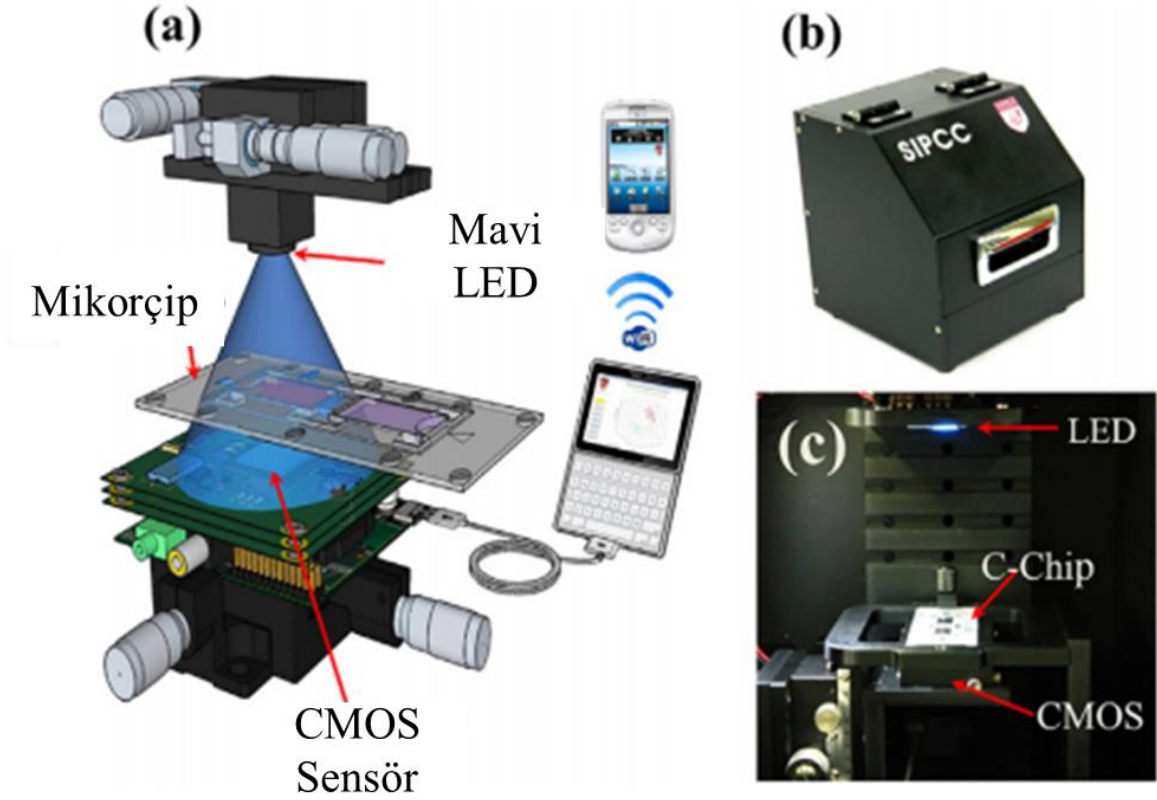 (a)
Mavi
LED
Mikorçip
CMOS
Sensör
(b)
SIPCC
(c)
LED
C-Chip
CMOS